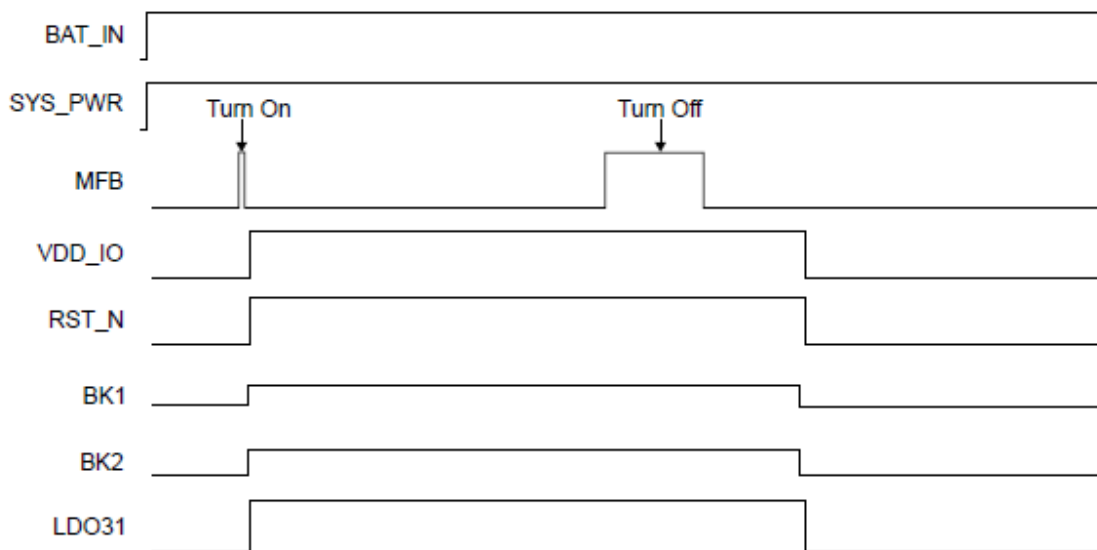 BAT_IN
SYS_PWR
Turn On
Turn Off
MFB
VDD_IO
RST_N
BK1
BK2
LDO31